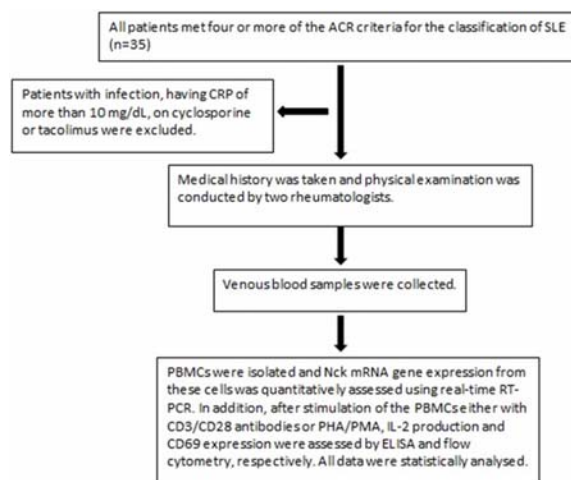 All patients met four or more of the ACR criteria for the classification of SLE
(n=35)
Patients with infection, having CRP of
more than 10 mg/dL, on cyclosporine
or tacolimus were excluded.
Medical history was taken and physical examination was
conducted by two rheumatologists.
Venous blood samples were collected.
PBMCs were isolated and Nck mRNA gene expression from
these cells was quantitatively assessed using real-time RT-
PCR. In addition, after stimulation of the PBMCs either with
CD3/CD28 antibodies or PHA/PMA, IL-2 production and
CD69 expression were assessed by ELISA and flow
cytometry, respectively. All data were statistically analysed.